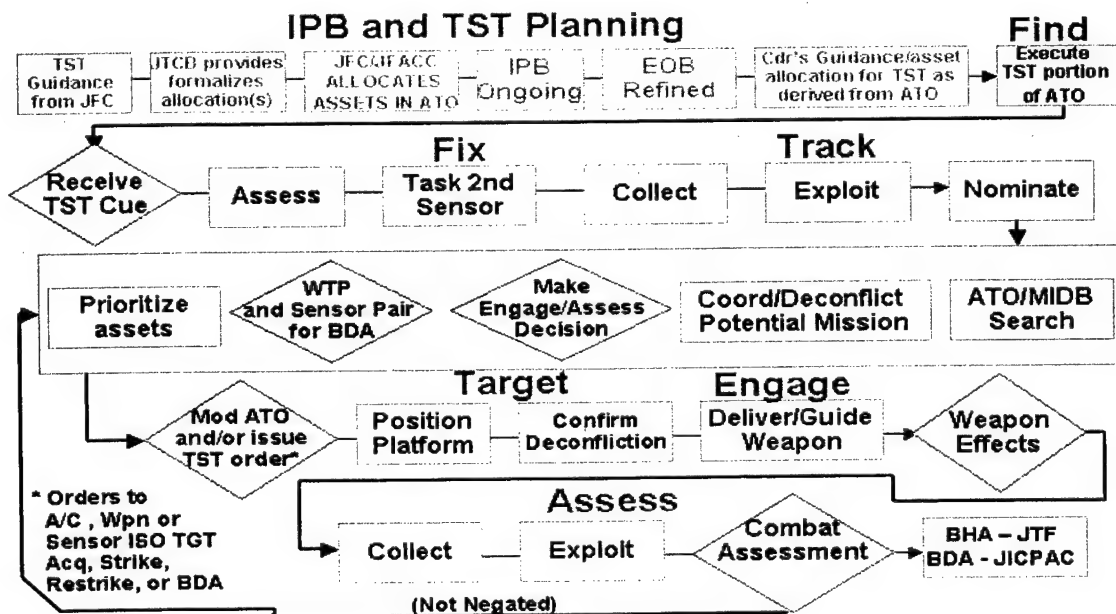 IPB and TST Planning
Find
TST
Guidance
from JFC
JTCB provides
formalizes
allocation(s)
JFC/JFACC
ALLOCATES
ASSETS IN ATO
IPB
Ongoing
EOB
Refined
Cdr's Guidance/asset
allocation for TST as
derived from ATO
Execute
TST portion
of ATO
Fix
Track
Receive
TST Cue
Assess
Task 2nd
Sensor
Collect
Exploit
Nominate
Prioritize
assets
WTP
and Sensor Pair
for BDA
Make
Engage/Assess
Decision
Coord/Deconflict
Potential Mission
ATO/MIDB
Search
Target
Engage
Mod ATO
and/or issue
TST order*
Position
Platform
Confirm
Deconfliction
Deliver/Guide
Weapon
Weapon
Effects
* Orders to
A/C , Wpn or
Sensor ISO TGT
Acq, Strike,
Restrike, or BDA
Assess
Collect
Exploit
Combat
Assessment
BHA – JTF
BDA - JICPAC
(Not Negated)